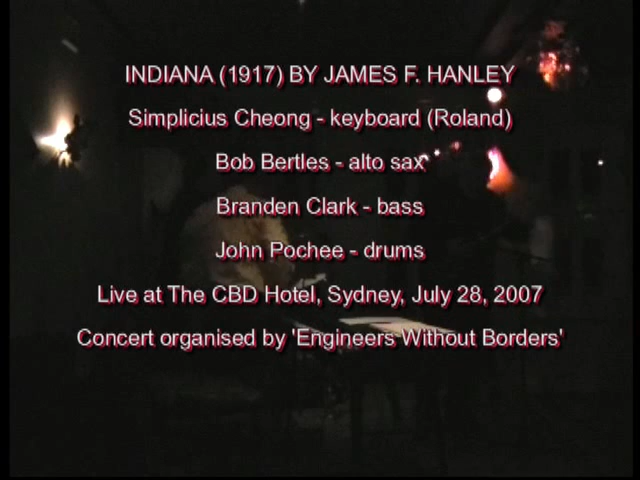 INDIANA (1917) BY JAMES F. HANLEY
Simplicius Cheong - keyboard (Roland)
Bob Bertles - alto sax
Branden Clark - bass
John Pochee - drums
Live at The CBD Hotel, Sydney, July 28, 2007
Concert organised by 'Engineers Without Borders'